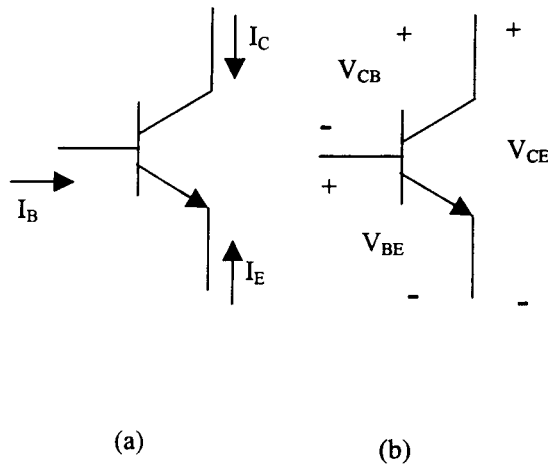 I_C
I_B
I_E
(a)
+ +
V_CB
-
V_CE
+
V_BE
- -
(b)